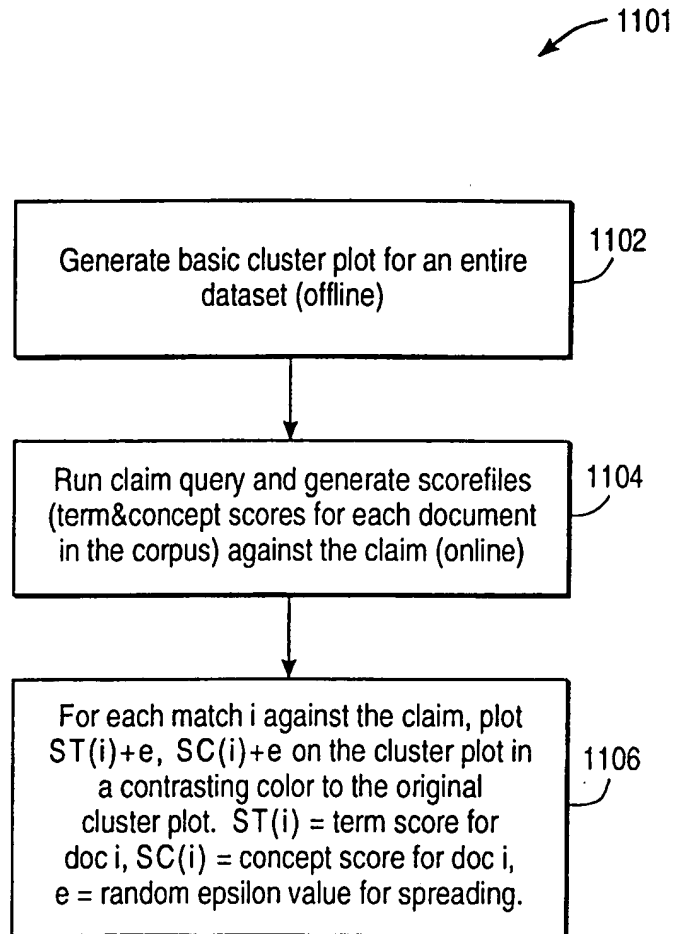 1101
Generate basic cluster plot for an entire
dataset (offline)
1102
Run claim query and generate scorefiles
(term&concept scores for each document
in the corpus) against the claim (online)
1104
For each match i against the claim, plot
ST(i)+e, SC(i)+e on the cluster plot in
a contrasting color to the original
cluster plot. ST(i) = term score for
doc i, SC(i) = concept score for doc i,
e = random epsilon value for spreading.
1106